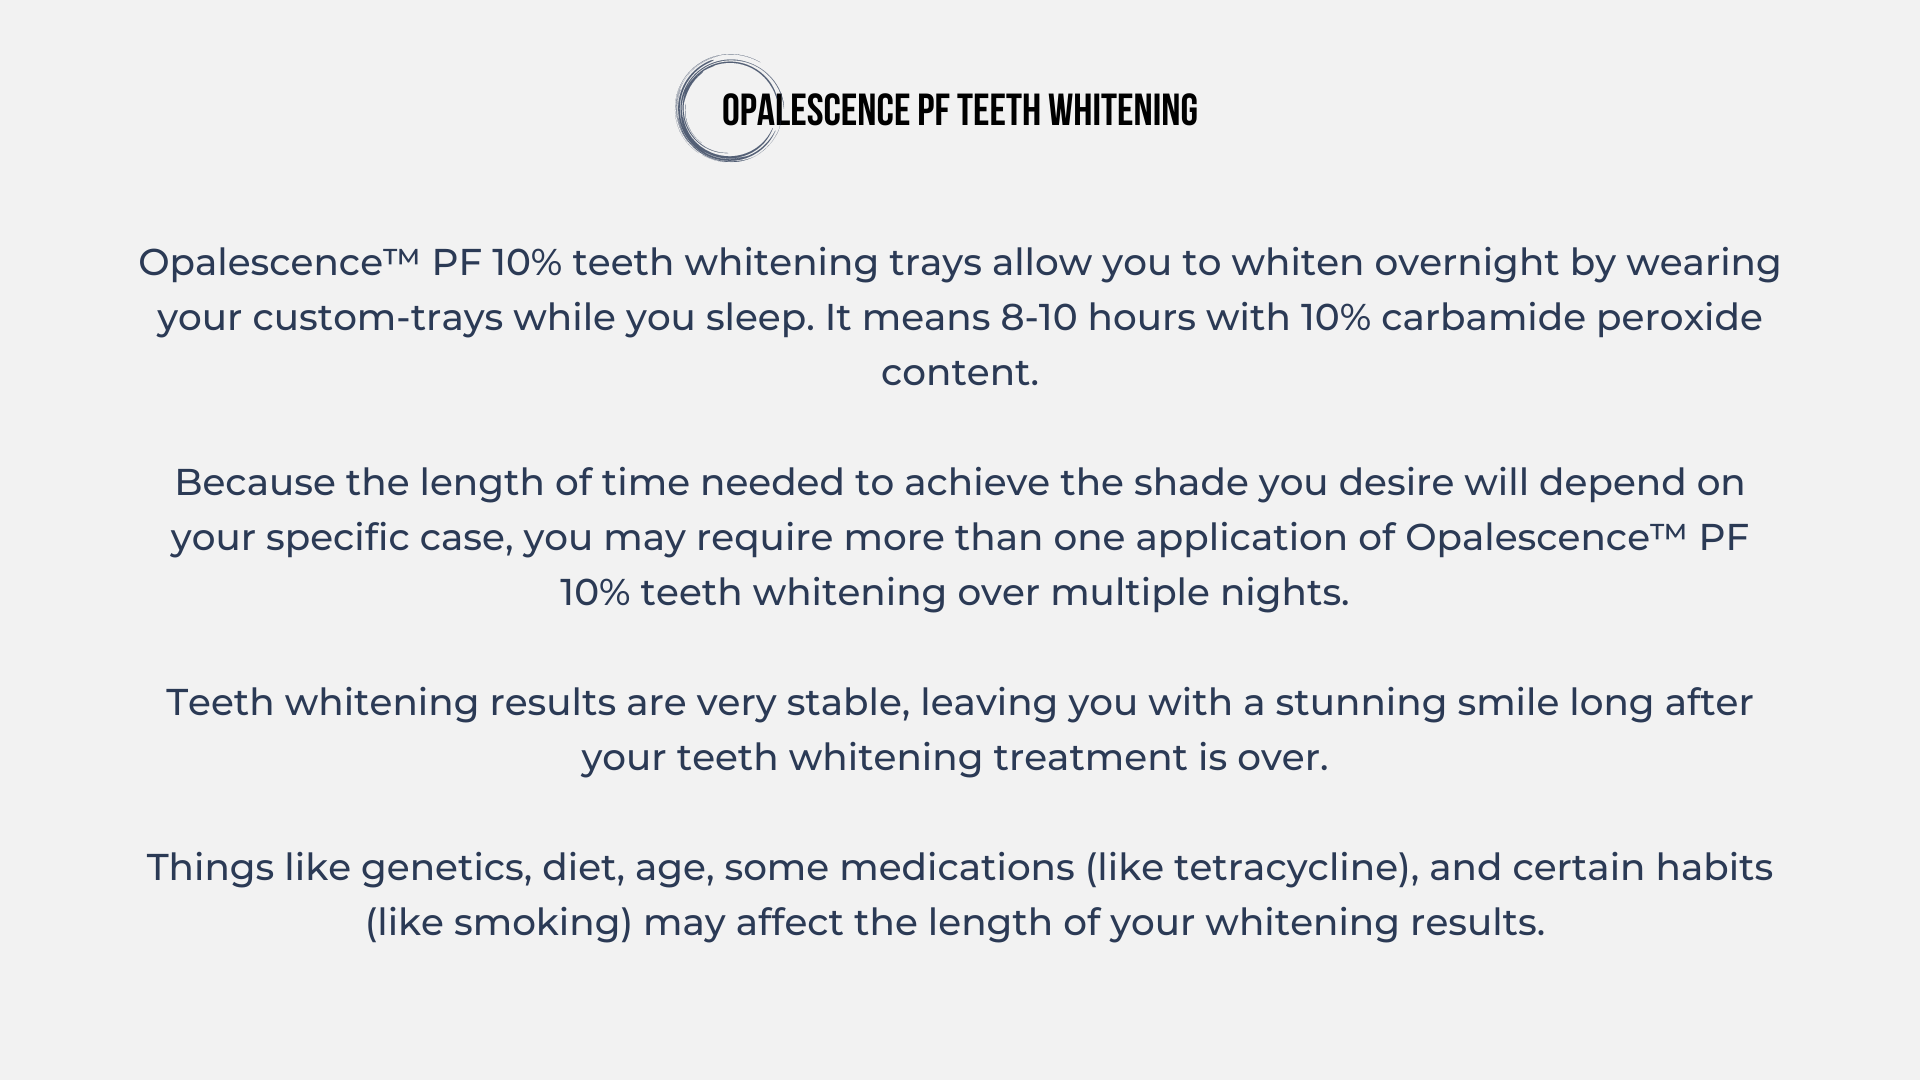 OPALESCENCE PF TEETH WHITENING
Opalescence™ PF 10% teeth whitening trays allow you to whiten overnight by wearing
your custom-trays while you sleep. It means 8-10 hours with 10% carbamide peroxide
content.
Because the length of time needed to achieve the shade you desire will depend on
your specific case, you may require more than one application of Opalescence™ PF
10% teeth whitening over multiple nights.
Teeth whitening results are very stable, leaving you with a stunning smile long after
your teeth whitening treatment is over.
Things like genetics, diet, age, some medications (like tetracycline), and certain habits
(like smoking) may affect the length of your whitening results.